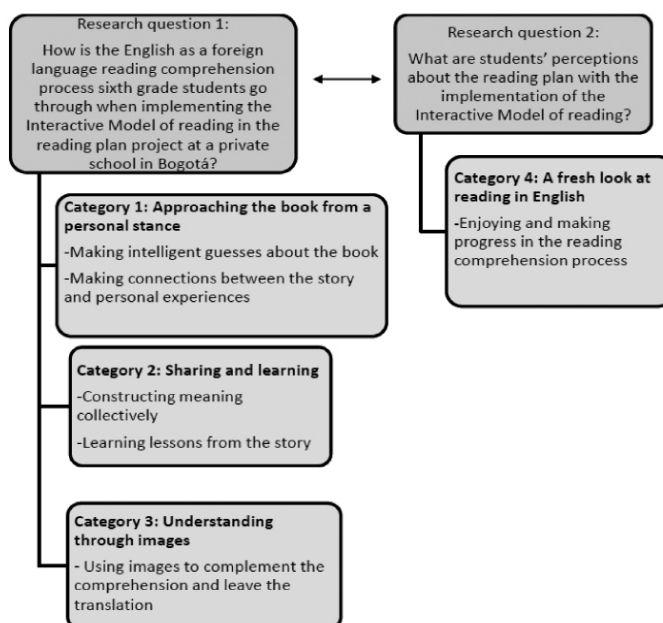 Research question 1:
How is the English as a foreign
language reading comprehension
process sixth grade students go
through when implementing the
Interactive Model of reading in the
reading plan project at a private
school in Bogotá?
Research question 2:
What are students' perceptions
about the reading plan with the
implementation of the
Interactive Model of reading?
Category 1: Approaching the book from a
personal stance
-Making intelligent guesses about the book
-Making connections between the story
and personal experiences
Category 2: Sharing and learning
-Constructing meaning
collectively
-Learning lessons from the story
Category 3: Understanding
through images
- Using images to complement the
comprehension and leave the
translation
Category 4: A fresh look at
reading in English
-Enjoying and making
progress in the reading
comprehension process